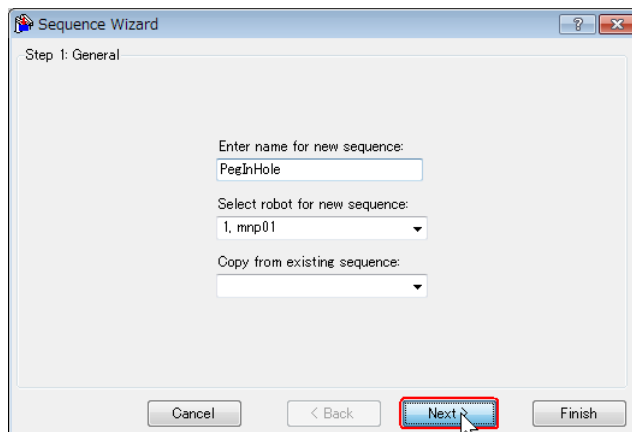 Sequence Wizard
Step 1: General
Enter name for new sequence:
PegInHole
Select robot for new sequence:
1, mnp01
Copy from existing sequence:
Cancel
< Back
Next >
Finish